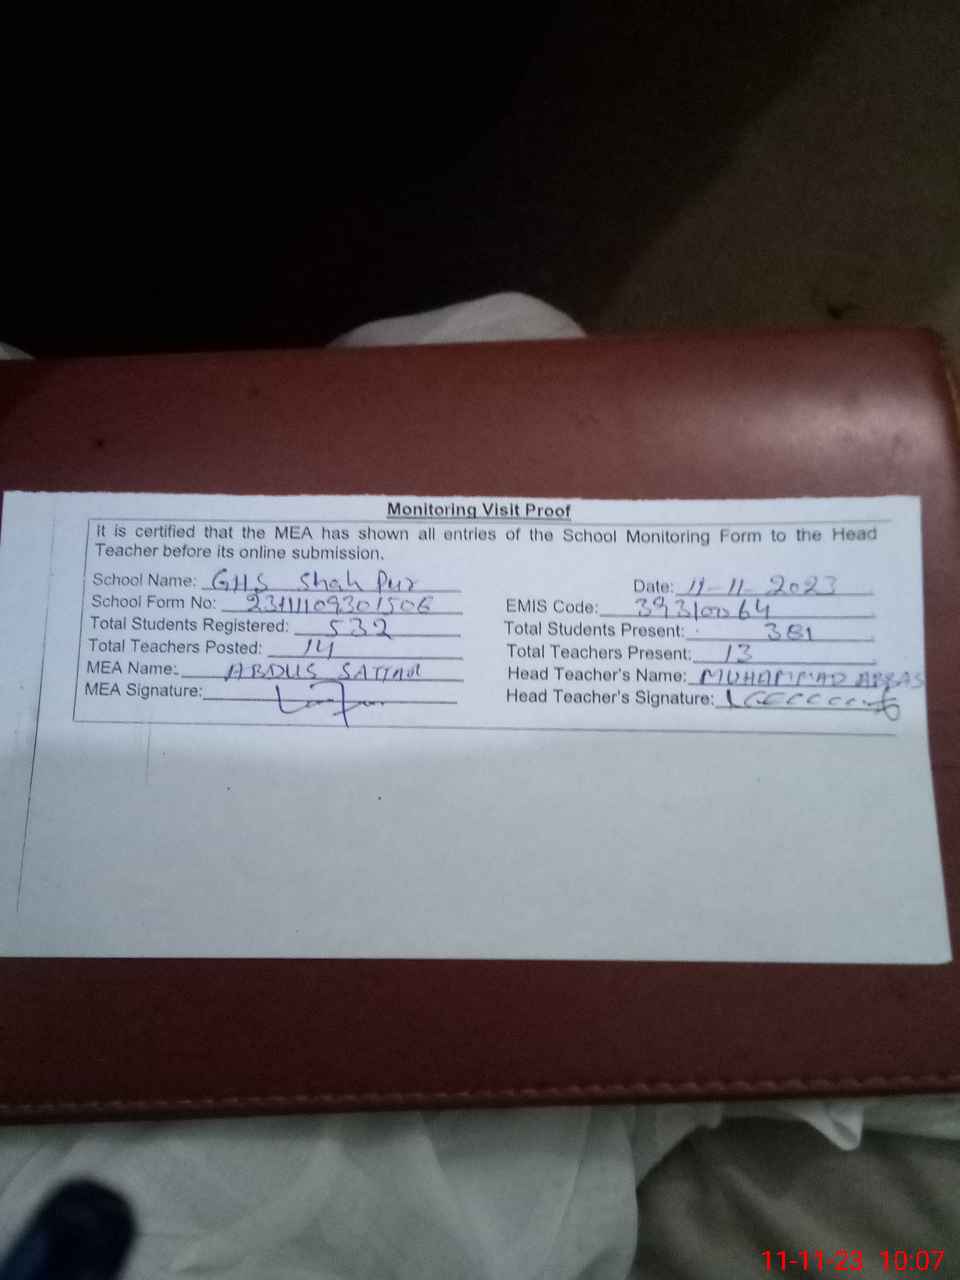 Monitoring Visit Proof
It is certified that the MEA has shown all entries of the School Monitoring Form to the Head
Teacher before its online submission.
School Name: GHS Shah Pur Date: 11-11-2023
School Form No: EMIS Code: 39310064
Total Students Registered: 532 Total Students Present: 381
Total Teachers Posted: 14 Total Teachers Present: 13
MEA Name: ABDUS SATTAR Head Teacher's Name: MUHAMMAD ABBAS
MEA Signature: Head Teacher's Signature:
11-11-23 10:07